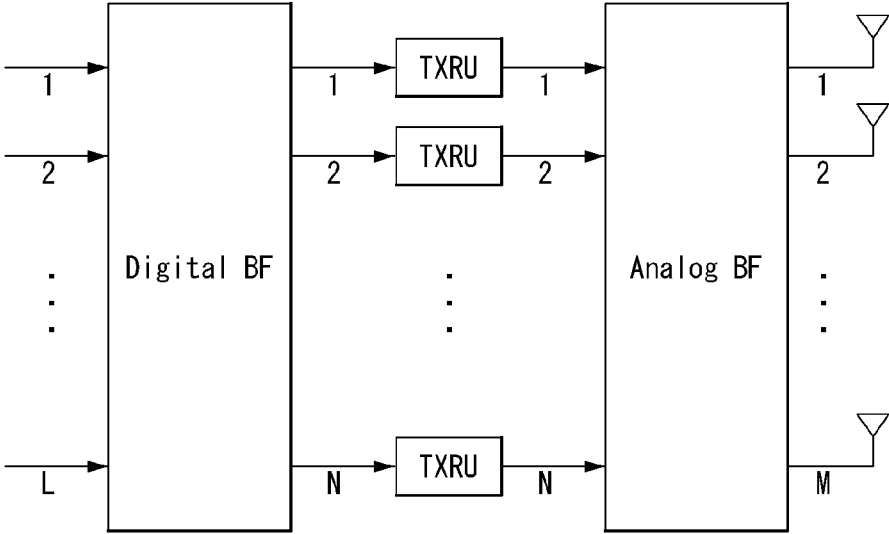 TXRU
1 1 1 1
TXRU
2 2 2 2
Digital BF Analog BF
TXRU
L N N M